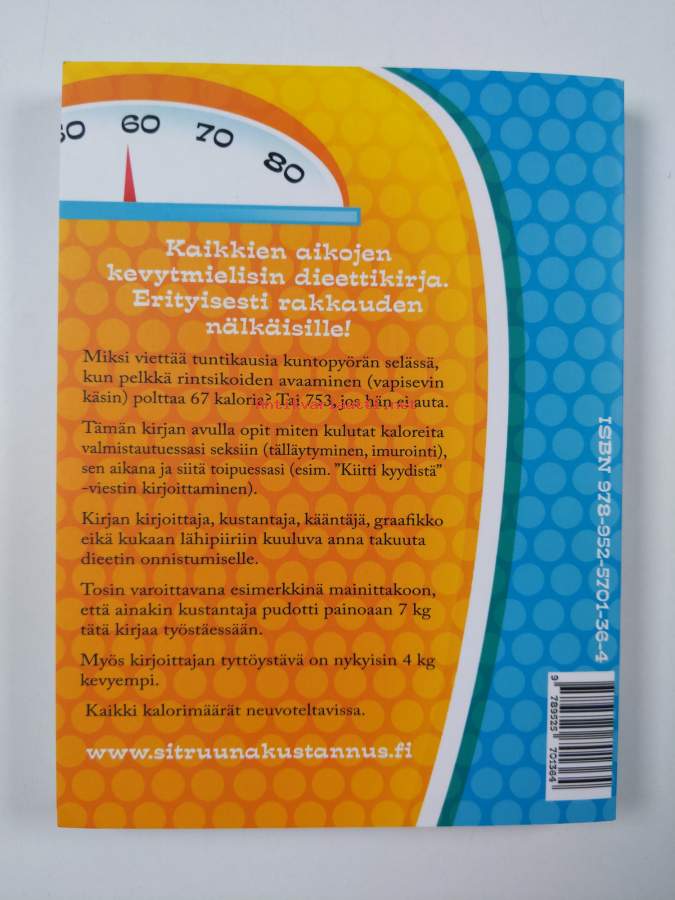 50 60 70 80
Kaikkien aikojen
kevytmielisin dieettikirja.
Erityisesti rakkauden
nälkäisille!
Miksi viettää tuntikausia kuntopyörän selässä,
kun pelkkä rintsikoiden avaaminen (vapisevin
käsin) polttaa 67 kaloria? Tai 753, jos hän ei auta.
Antikvariaatti.net
Tämän kirjan avulla opit miten kulutat kaloreita
valmistautuessasi seksiin (tälläytyminen, imurointi),
sen aikana ja siitä toipuessasi (esim. ”Kiitti kyydistä”
-viestin kirjoittaminen).
Kirjan kirjoittaja, kustantaja, kääntäjä, graafikko
eikä kukaan lähipiiriin kuuluva anna takuuta
dieetin onnistumiselle.
Tosin varoittavana esimerkkinä mainittakoon,
että ainakin kustantaja pudotti painoaan 7 kg
tätä kirjaa työstäessään.
Myös kirjoittajan tyttöystävä on nykyisin 4 kg
kevyempi.
Kaikki kalorimäärät neuvoteltavissa.
www.sitruunakustannus.fi
ISBN 978-952-5701-36-4
9 789525 701364